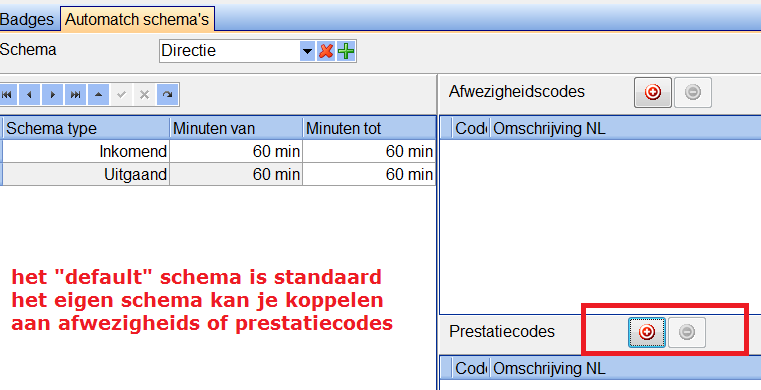 Badges Automatch schema's
Schema Directie
Afwezigheidscodes
Code Omschrijving NL
Schema type Minuten van Minuten tot
Inkomend 60 min 60 min
Uitgaand 60 min 60 min
het "default" schema is standaard
het eigen schema kan je koppelen
aan afwezigheids of prestatiecodes
Prestatiecodes
Code Omschrijving NL